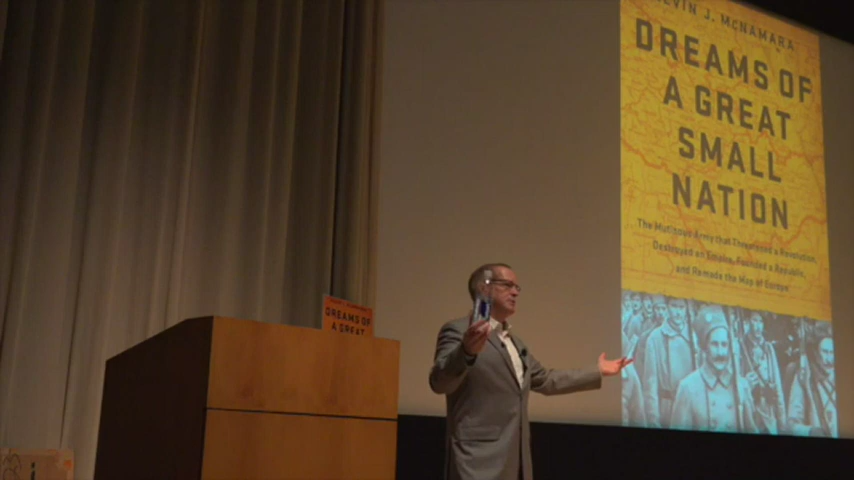 EVIN J. MCNAMARA
DREAMS OF
A GREAT
SMALL
NATION
The Mutinous Army that Threatened a Revolution,
Destroyed an Empire, Founded a Republic,
and Remade the Map of Europe
DREAMS OF
A GREAT